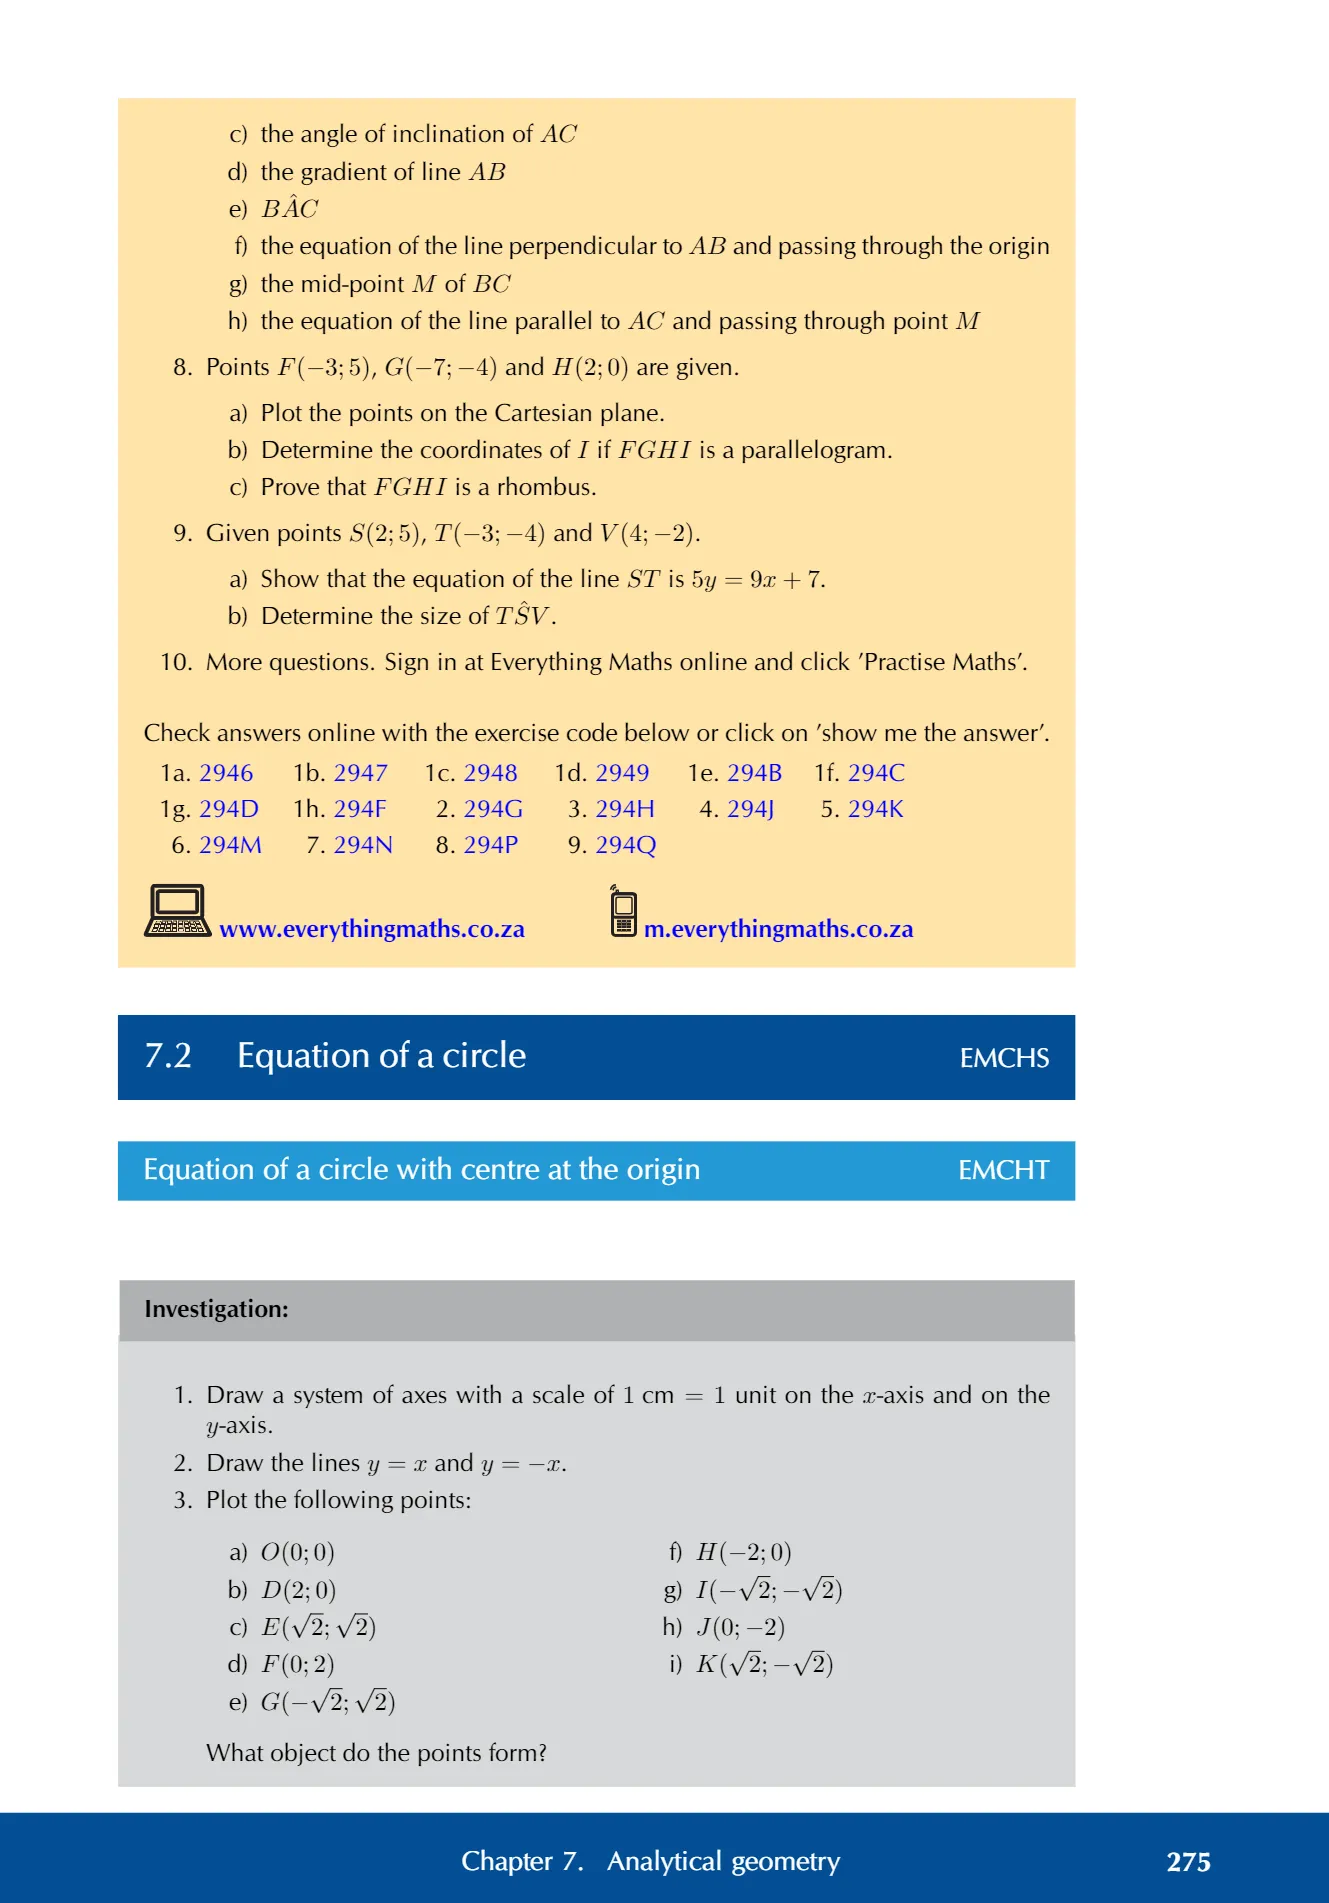 c) the angle of inclination of AC
d) the gradient of line AB
e) BÂC
f) the equation of the line perpendicular to AB and passing through the origin
g) the mid-point M of BC
h) the equation of the line parallel to AC and passing through point M
8. Points F(−3; 5), G(−7; −4) and H(2; 0) are given.
a) Plot the points on the Cartesian plane.
b) Determine the coordinates of I if FGHI is a parallelogram.
c) Prove that FGHI is a rhombus.
9. Given points S(2; 5), T(−3; −4) and V(4; −2).
a) Show that the equation of the line ST is 5y = 9x + 7.
b) Determine the size of TŜV.
10. More questions. Sign in at Everything Maths online and click ’Practise Maths’.
Check answers online with the exercise code below or click on ’show me the answer’.
1a. 2946 1b. 2947 1c. 2948 1d. 2949 1e. 294B 1f. 294C
1g. 294D 1h. 294F 2. 294G 3. 294H 4. 294J 5. 294K
6. 294M 7. 294N 8. 294P 9. 294Q
www.everythingmaths.co.za m.everythingmaths.co.za
7.2 Equation of a circle EMCHS
Equation of a circle with centre at the origin EMCHT
Investigation:
1. Draw a system of axes with a scale of 1 cm = 1 unit on the x-axis and on the
y-axis.
2. Draw the lines y = x and y = −x.
3. Plot the following points:
a) O(0; 0)
b) D(2; 0)
c) E(√2; √2)
d) F(0; 2)
e) G(−√2; √2)
f) H(−2; 0)
g) I(−√2; −√2)
h) J(0; −2)
i) K(√2; −√2)
What object do the points form?
Chapter 7. Analytical geometry 275